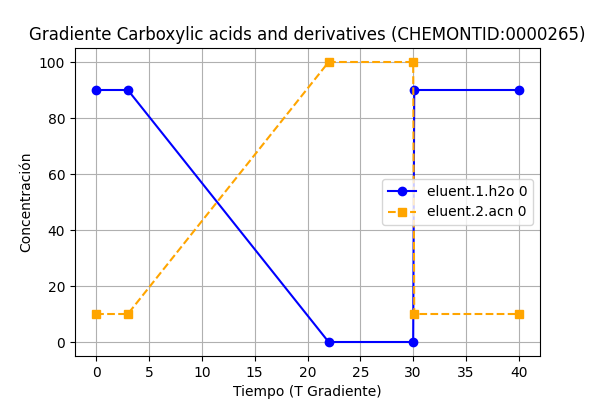 Gradiente Carboxylic acids and derivatives (CHEMONTID:0000265)
100
80
60
40
20
0
Concentración
eluent.1.h2o 0
eluent.2.acn 0
0 5 10 15 20 25 30 35 40
Tiempo (T Gradiente)